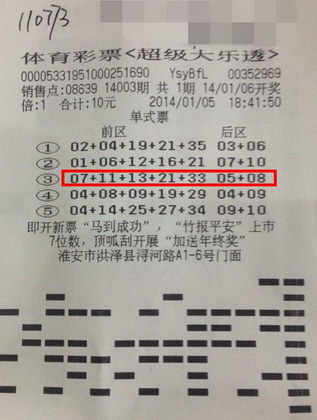 110773
体育彩票<超级大乐透>
00005331951000251690 YsyBfL 00352969
销售点:08639 14003期 共 1期 14/01/06开奖
倍:1 合计:10元 2014/01/05 18:41:50
单式票
前区 后区
① 02+04+19+21+35 03+06
② 01+06+12+16+21 07+10
③ 07+11+13+21+33 05+08
④ 04+08+09+19+29 04+09
⑤ 04+14+25+27+34 09+10
即开新票“马到成功”,“竹报平安”上市
7位数,顶呱刮开展“加送年终奖”
淮安市洪泽县浔河路A1-6号门面